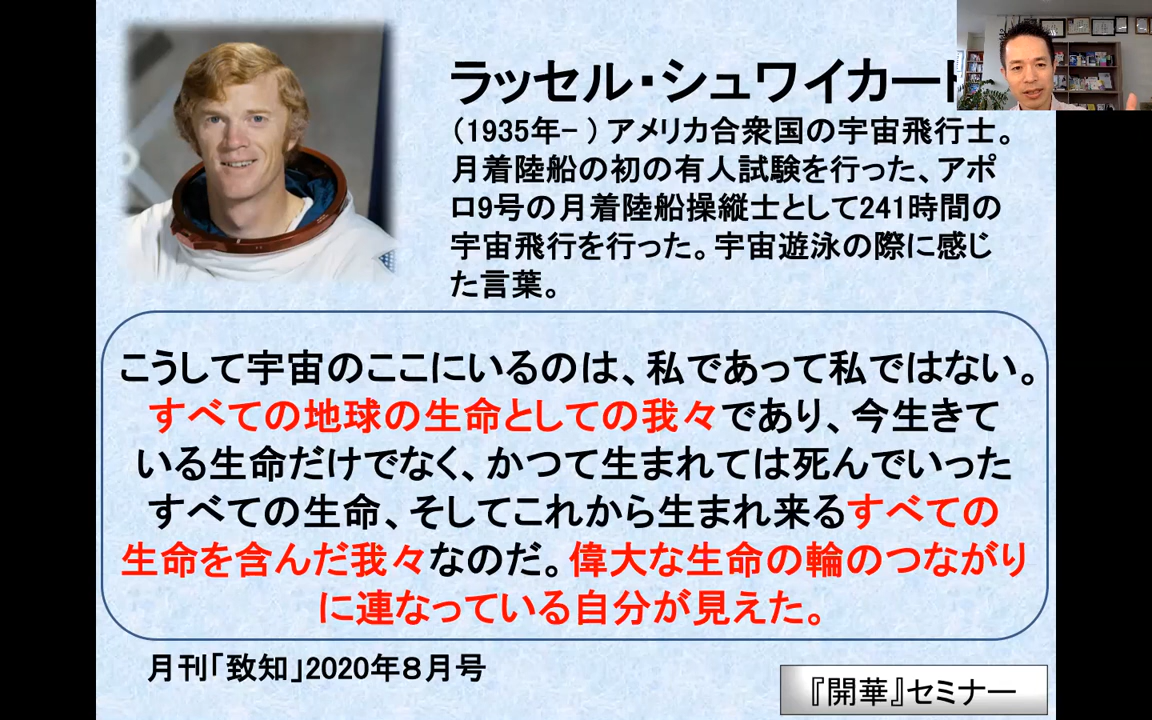 ラッセル・シュワイカート
（1935年－ ）アメリカ合衆国の宇宙飛行士。
月着陸船の初の有人試験を行った、アポ
ロ9号の月着陸船操縦士として241時間の
宇宙飛行を行った。宇宙遊泳の際に感じ
た言葉。
こうして宇宙のここにいるのは、私であって私ではない。
すべての地球の生命としての我々であり、今生きて
いる生命だけでなく、かつて生まれては死んでいった
すべての生命、そしてこれから生まれ来るすべての
生命を含んだ我々なのだ。偉大な生命の輪のつながり
に連なっている自分が見えた。
月刊「致知」2020年８月号
『開華』セミナー